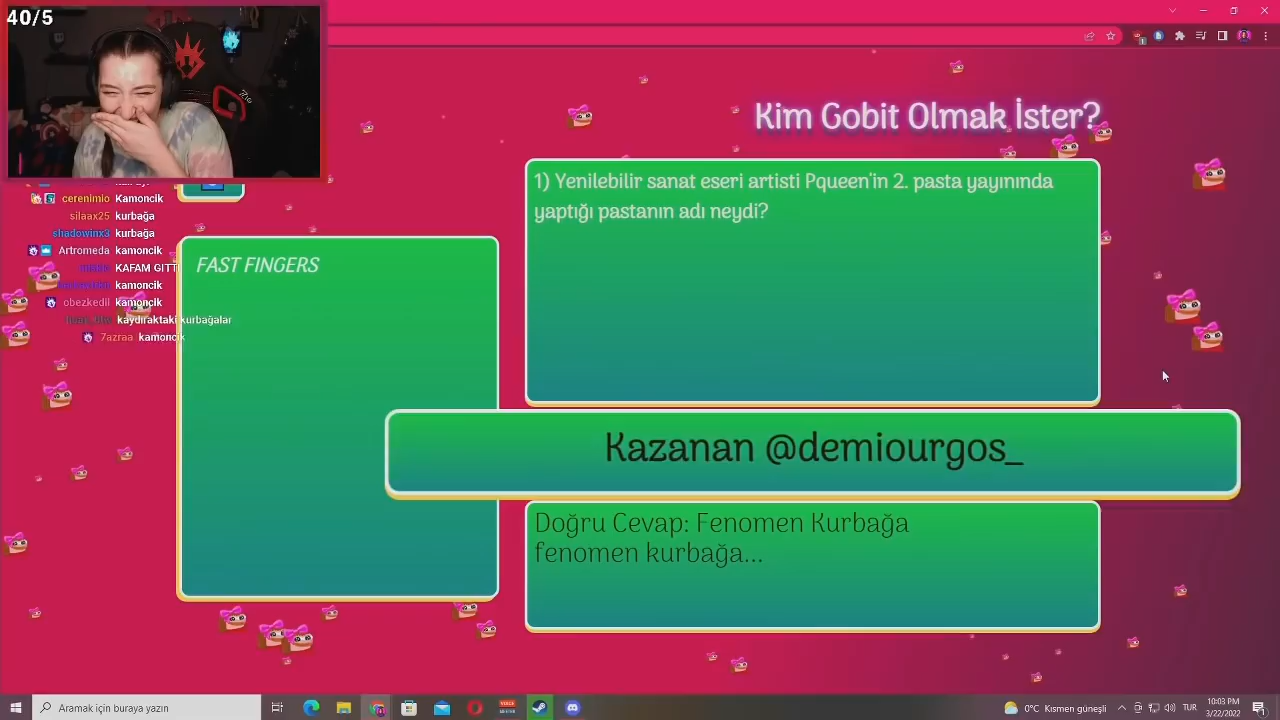 40/5
Kim Gobit Olmak İster?
1) Yenilebilir sanat eseri artisti Pqueen'in 2. pasta yayınında
yaptığı pastanın adı neydi?
cerenimio Kamoncik
silaax25 kurbağa
shadowinx3 kurbağa
Artromeda kamoncik
KAFAM GITT
kamoncik
obezkedil kamoncik
kaydıraktaki kurbağalar
7azraa kamoncik
FAST FINGERS
Kazanan @demiourgos_
Doğru Cevap: Fenomen Kurbağa
fenomen kurbağa...
Aramak için buraya yazın
0°C Kısmen güneşli
TUR
10:03 PM
3/22/2022